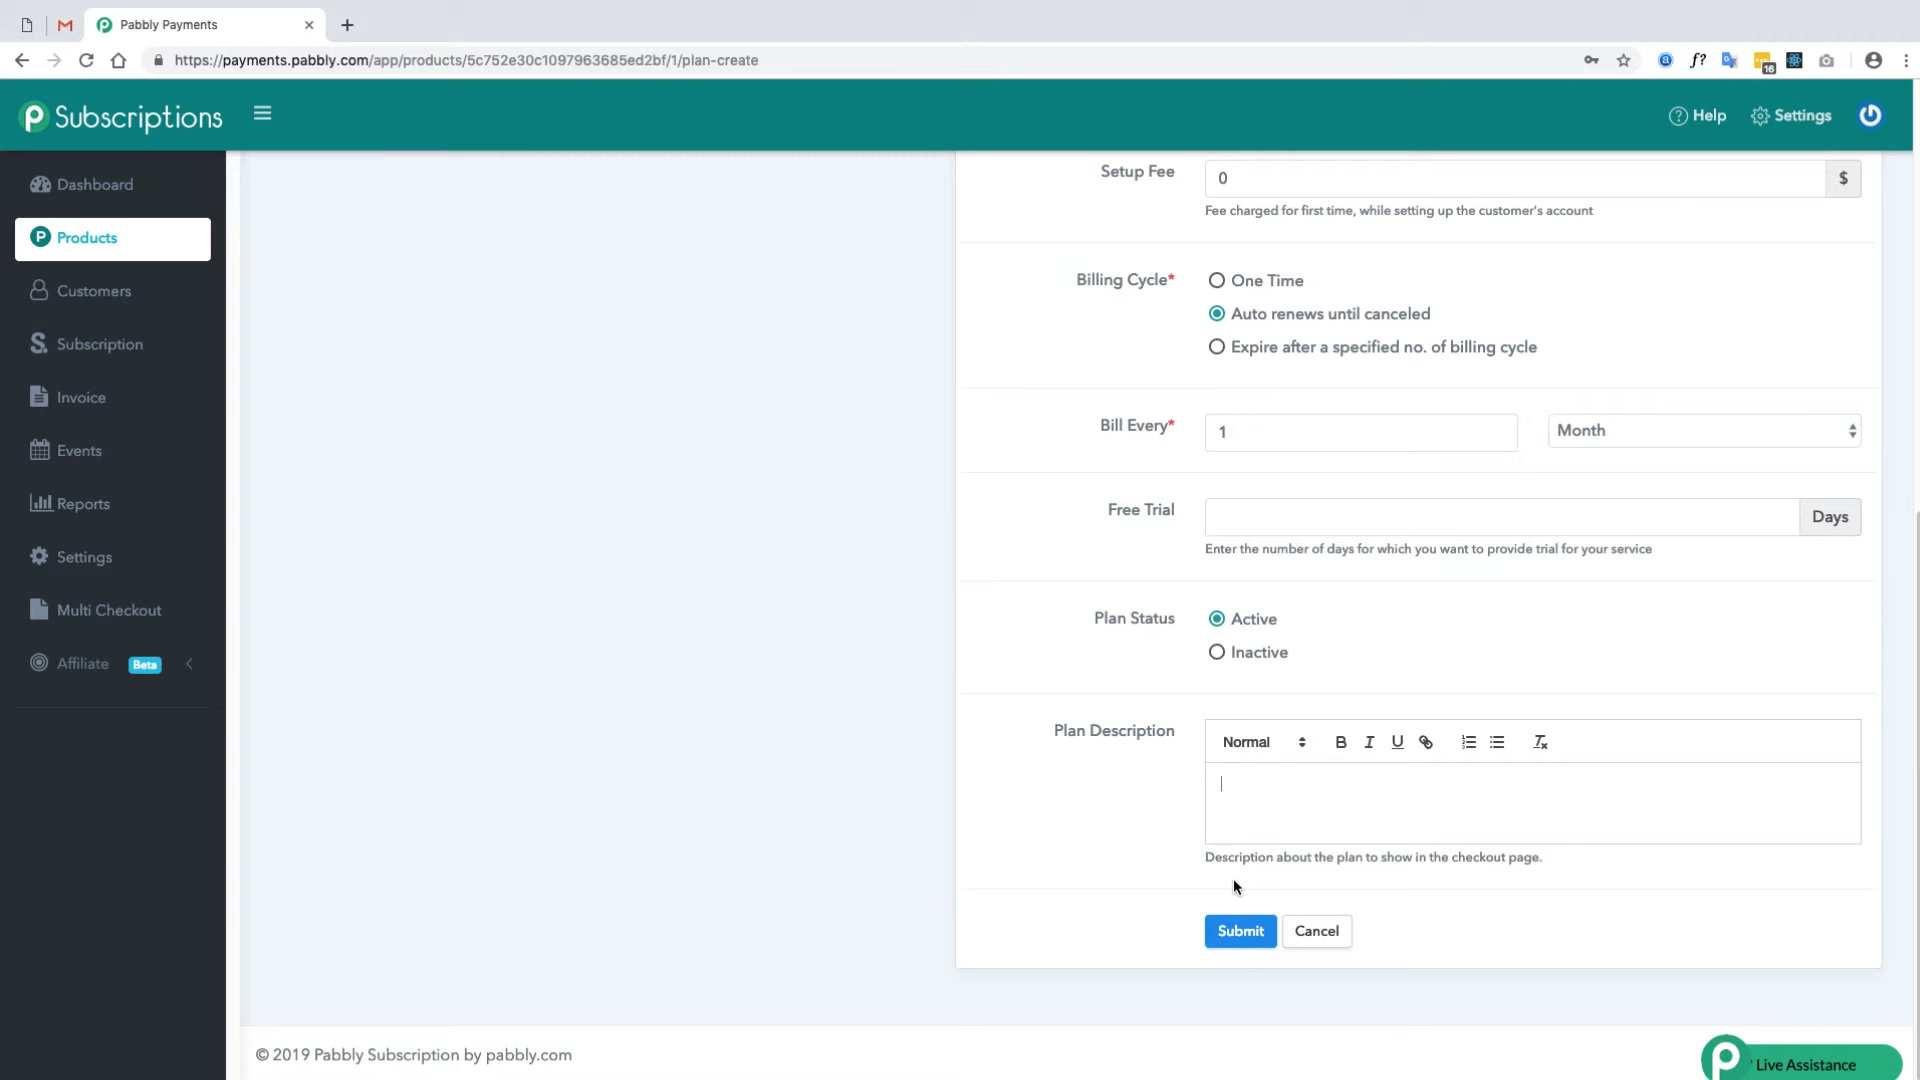 Pabbly Payments
https://payments.pabbly.com/app/products/5c752e30c1097963685ed2bf/1/plan-create
f?
16
Subscriptions
Help
Settings
Dashboard
Products
Customers
Subscription
Invoice
Events
Reports
Settings
Multi Checkout
Affiliate Beta
Setup Fee
0
$
Fee charged for first time, while setting up the customer's account
Billing Cycle*
One Time
Auto renews until canceled
Expire after a specified no. of billing cycle
Bill Every*
1
Month
Free Trial
Days
Enter the number of days for which you want to provide trial for your service
Plan Status
Active
Inactive
Plan Description
Normal
B I U
Description about the plan to show in the checkout page.
Submit
Cancel
© 2019 Pabbly Subscription by pabbly.com
Live Assistance